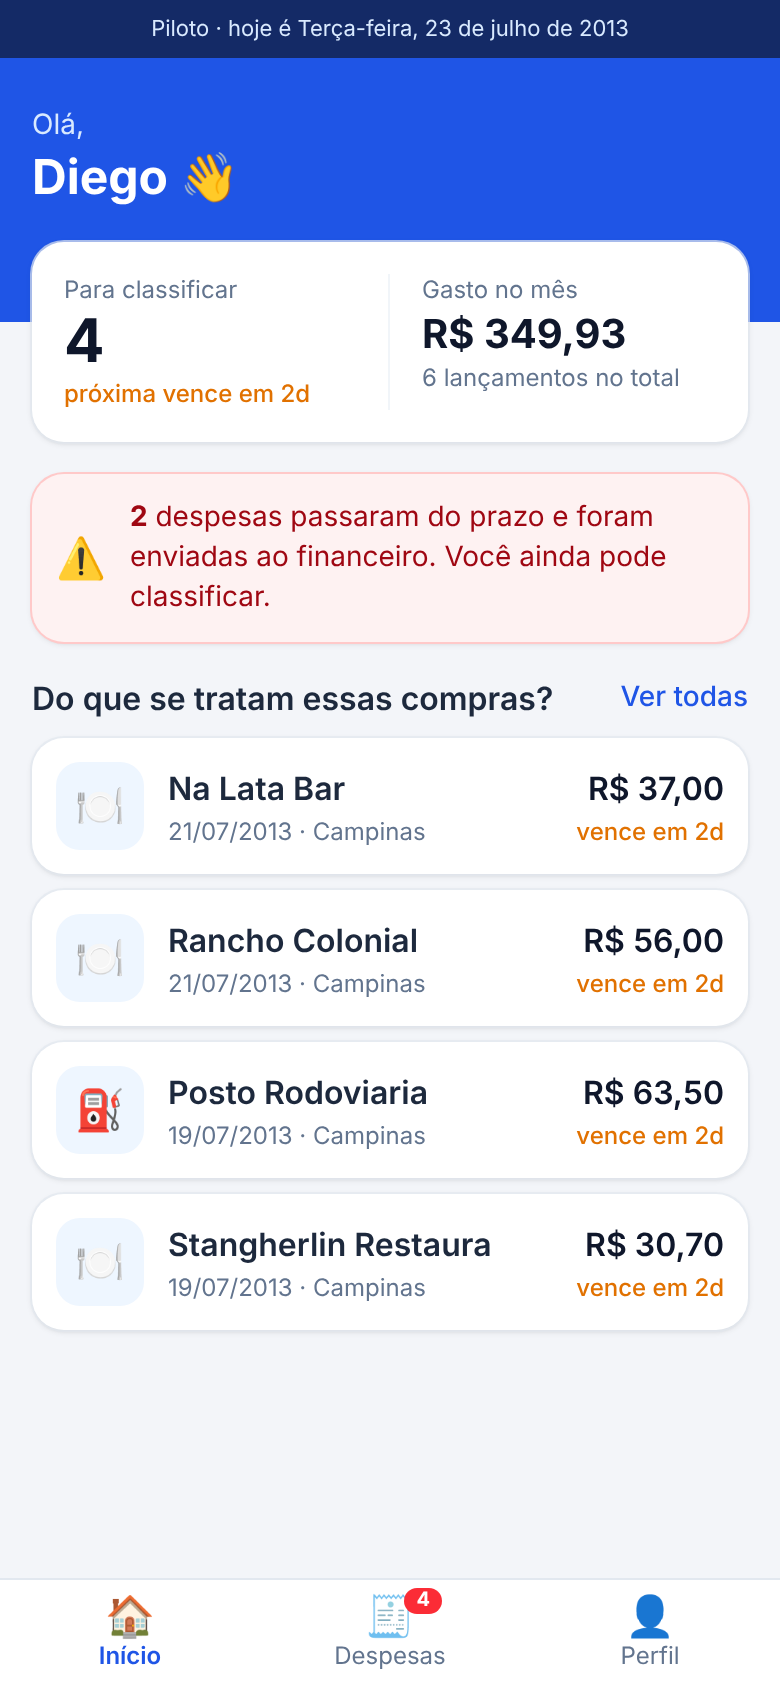 Piloto · hoje é Terça-feira, 23 de julho de 2013
Olá,
Diego 👋
Para classificar
4
próxima vence em 2d
Gasto no mês
R$ 349,93
6 lançamentos no total
2 despesas passaram do prazo e foram
enviadas ao financeiro. Você ainda pode
classificar.
Do que se tratam essas compras?
Ver todas
Na Lata Bar
R$ 37,00
21/07/2013 · Campinas
vence em 2d
Rancho Colonial
R$ 56,00
21/07/2013 · Campinas
vence em 2d
Posto Rodoviaria
R$ 63,50
19/07/2013 · Campinas
vence em 2d
Stangherlin Restaura
R$ 30,70
19/07/2013 · Campinas
vence em 2d
4
Início
Despesas
Perfil